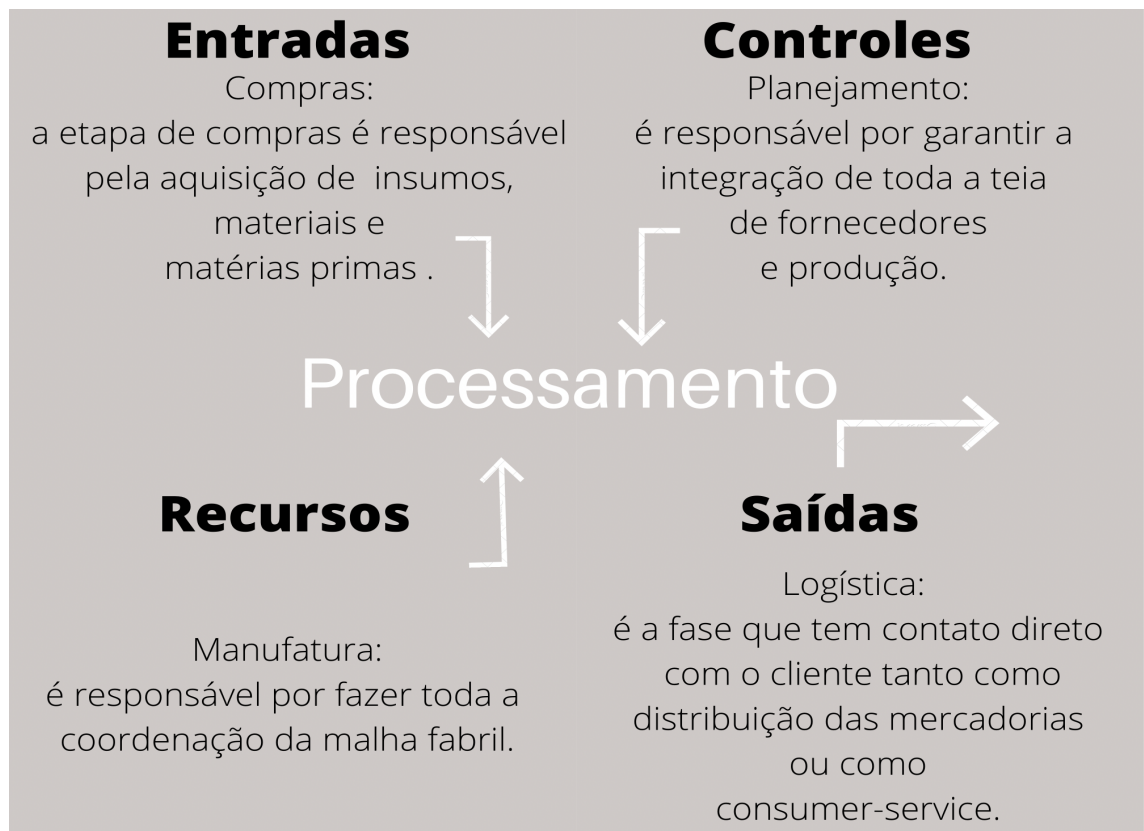 Entradas
Compras:
a etapa de compras é responsável
pela aquisição de insumos,
materiais e
matérias primas .
Controles
Planejamento:
é responsável por garantir a
integração de toda a teia
de fornecedores
e produção.
Processamento
Recursos
Manufatura:
é responsável por fazer toda a
coordenação da malha fabril.
Saídas
Logística:
é a fase que tem contato direto
com o cliente tanto como
distribuição das mercadorias
ou como
consumer-service.